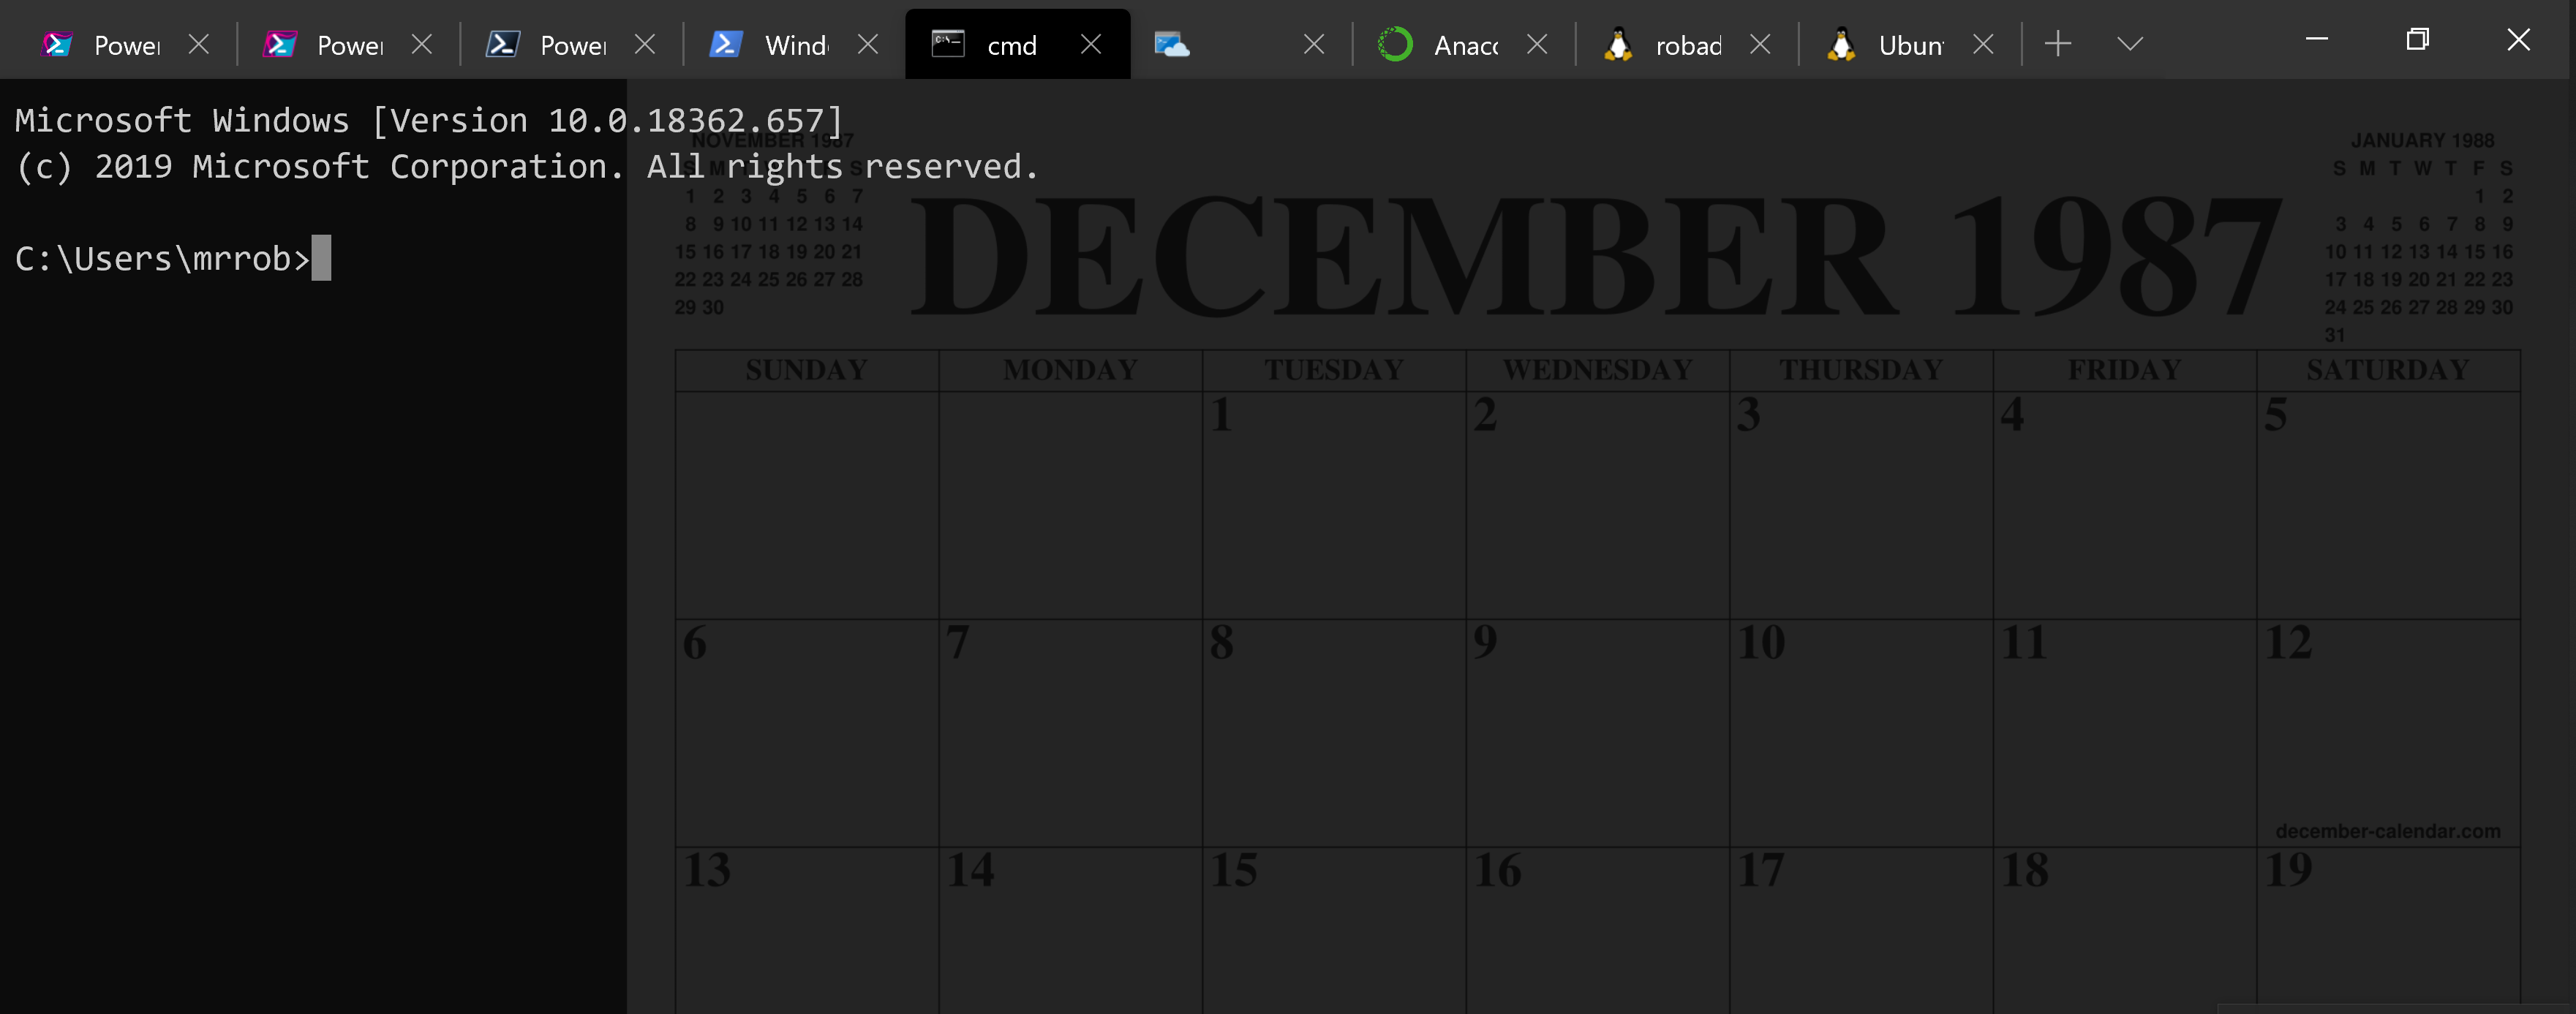 Power
Power
Power
Wind
cmd
Anaco
robad
Ubun
Microsoft Windows [Version 10.0.18362.657]
(c) 2019 Microsoft Corporation. All rights reserved.
C:\Users\mrrob>
NOVEMBER 1987
S M S
1 2 3 4 5 6 7
8 9 10 11 12 13 14
15 16 17 18 19 20 21
22 23 24 25 26 27 28
29 30
DECEMBER 1987
JANUARY 1988
S M T W T F S
1 2
3 4 5 6 7 8 9
10 11 12 13 14 15 16
17 18 19 20 21 22 23
24 25 26 27 28 29 30
31
SUNDAY MONDAY TUESDAY WEDNESDAY THURSDAY FRIDAY SATURDAY
1 2 3 4 5
6 7 8 9 10 11 12
december-calendar.com
13 14 15 16 17 18 19